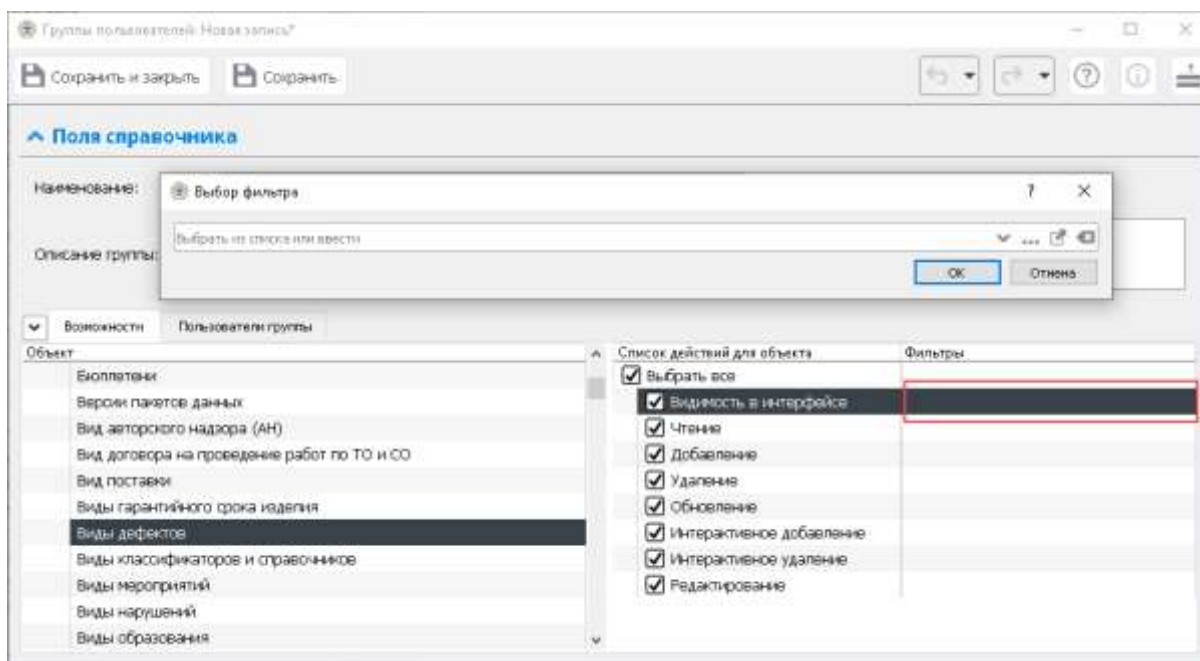 Группы пользователей: Новая запись*
Сохранить и закрыть Сохранить
Поля справочника
Наименование:
Выбор фильтра ? ×
Выбрать из списка или ввести
Описание группы:
ОК Отмена
Возможности Пользователи группы
Объект Список действий для объекта Фильтры
Бюллетени Выбрать все
Версии пакетов данных Видимость в интерфейсе
Вид авторского надзора (АН) Чтение
Вид договора на проведение работ по ТО и СО Добавление
Вид поставки Удаление
Виды гарантийного срока изделия Обновление
Виды дефектов Интерактивное добавление
Виды классификаторов и справочников Интерактивное удаление
Виды мероприятий Редактирование
Виды нарушений
Виды образования